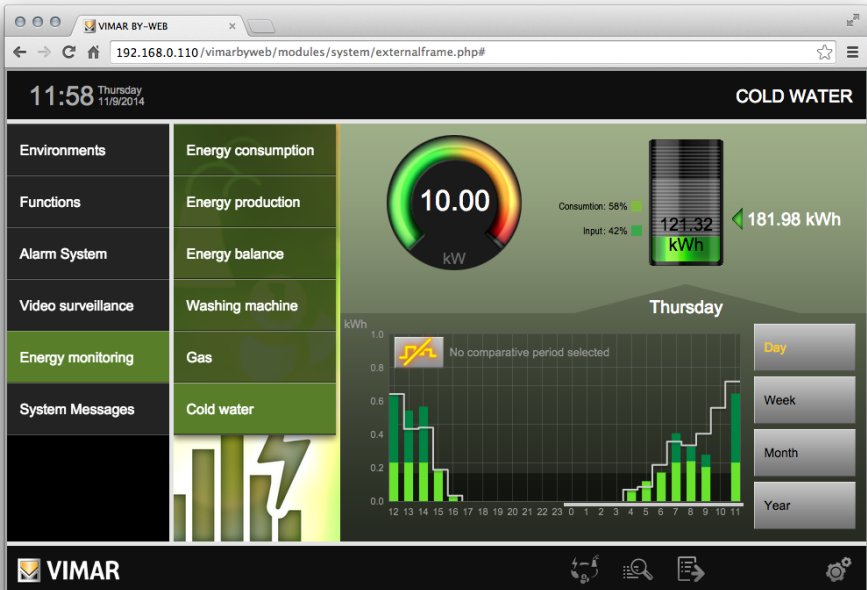 VIMAR BY-WEB
192.168.0.110/vimarbyweb/modules/system/externalframe.php#
11:58
Thursday
11/9/2014
COLD WATER
Environments
Functions
Alarm System
Video surveillance
Energy monitoring
System Messages
Energy consumption
Energy production
Energy balance
Washing machine
Gas
Cold water
10.00
kW
Consumtion: 58%
Input: 42%
121.32
kWh
181.98 kWh
Thursday
kWh
No comparative period selected
1.0
0.8
0.6
0.4
0.2
0.0
12 13 14 15 16 17 18 19 20 21 22 23 0 1 2 3 4 5 6 7 8 9 10 11
Day
Week
Month
Year
VIMAR